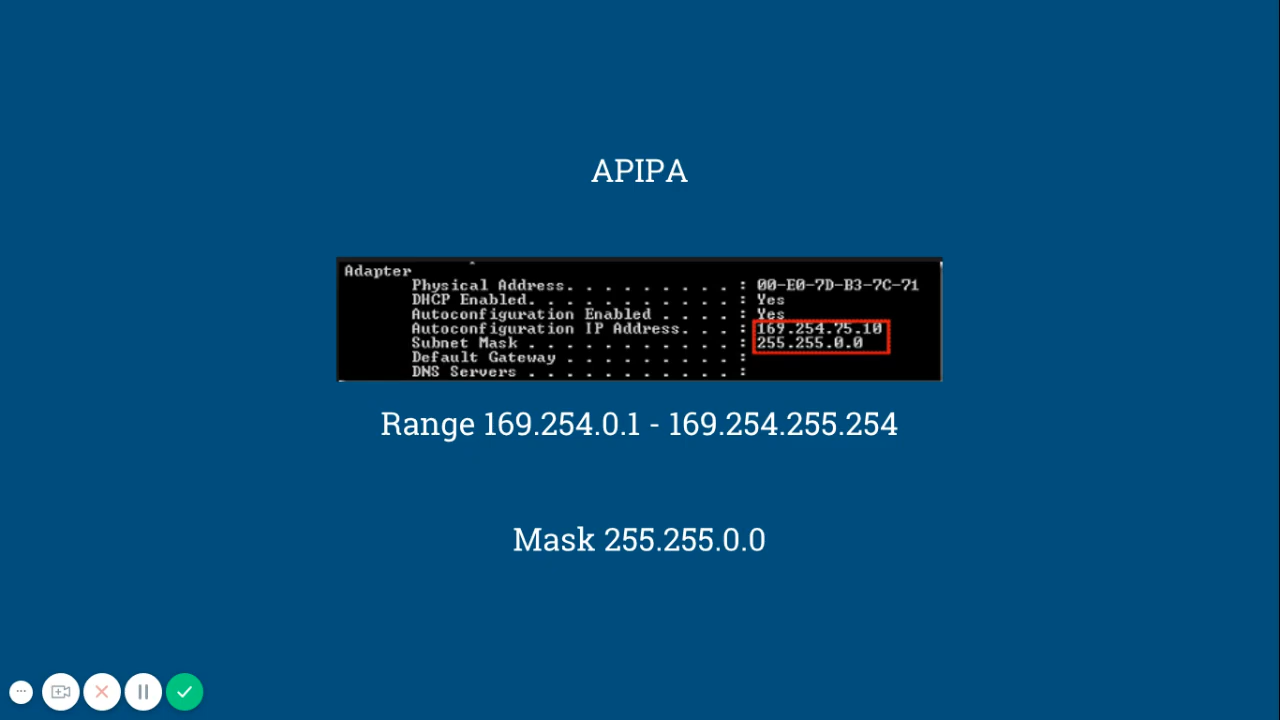 APIPA
Adapter
Physical Address. . . . . . . . . : 00-E0-7D-B3-7C-71
DHCP Enabled. . . . . . . . . . . : Yes
Autoconfiguration Enabled . . . . : Yes
Autoconfiguration IP Address. . . : 169.254.75.10
Subnet Mask . . . . . . . . . . . : 255.255.0.0
Default Gateway . . . . . . . . . :
DNS Servers . . . . . . . . . . . :
Range 169.254.0.1 - 169.254.255.254
Mask 255.255.0.0